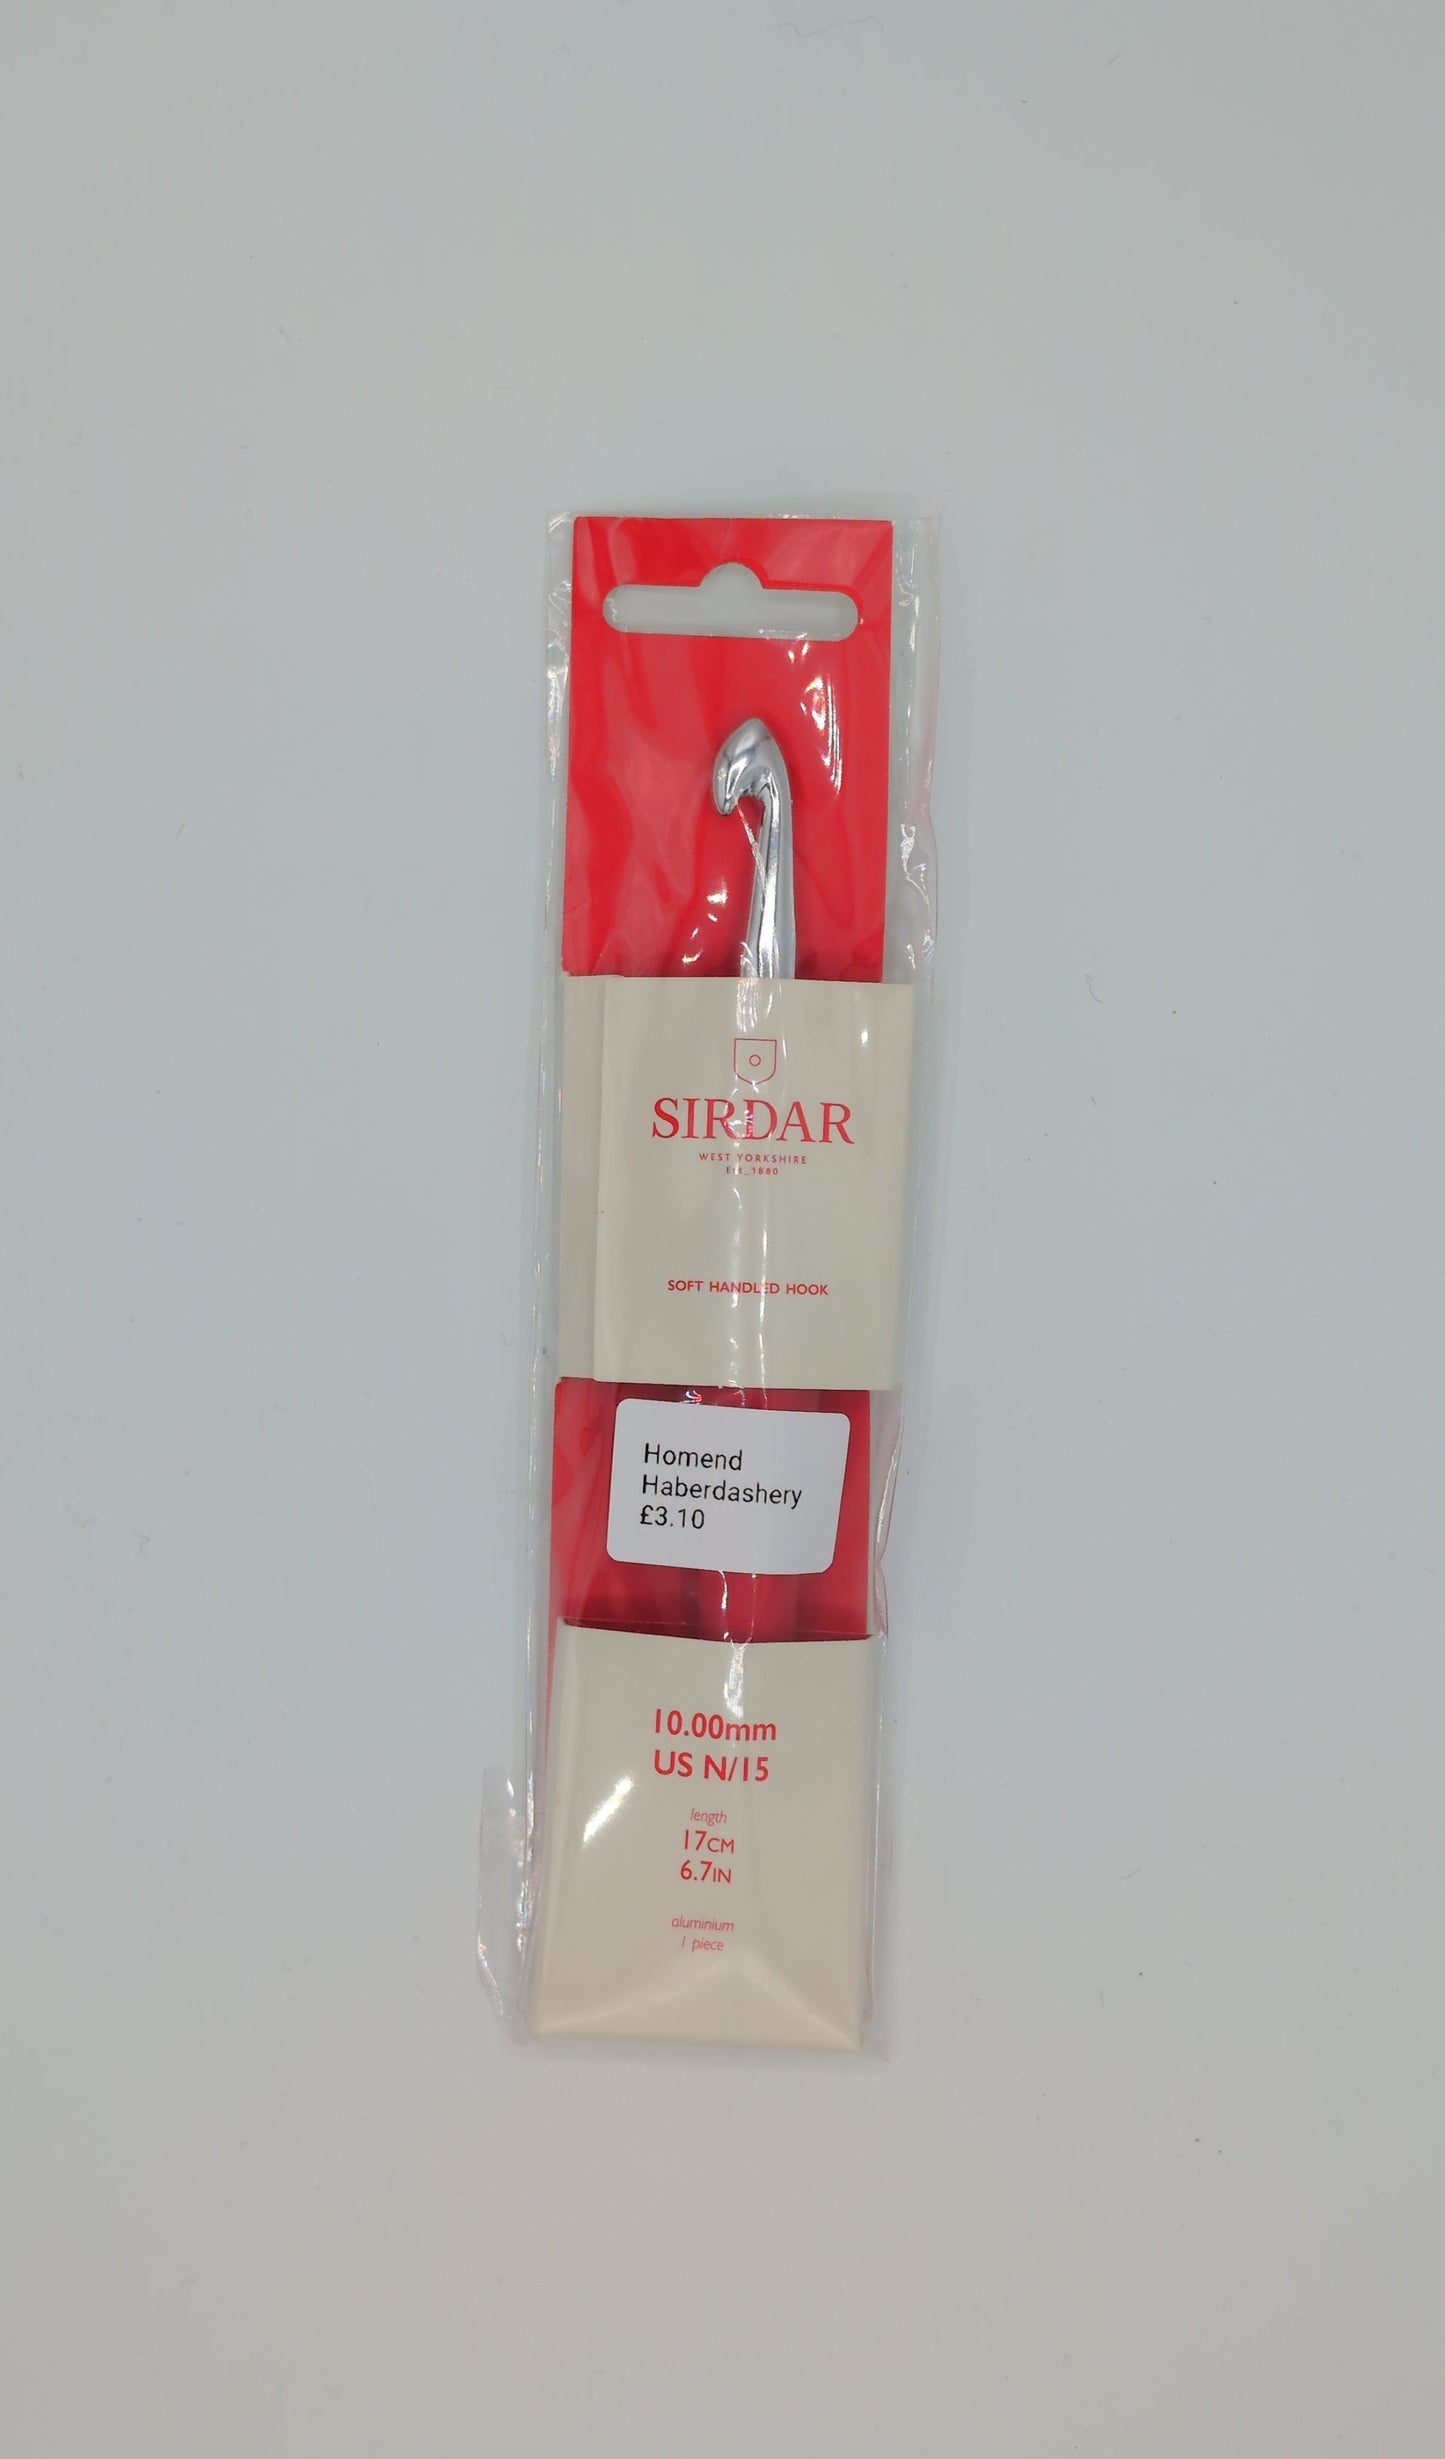 SIRDAR
WEST YORKSHIRE
Est_1880
SOFT HANDLED HOOK
Homend
Haberdashery
£3.10
10.00mm
US N/15
length
17CM
6.7IN
aluminium
1 piece